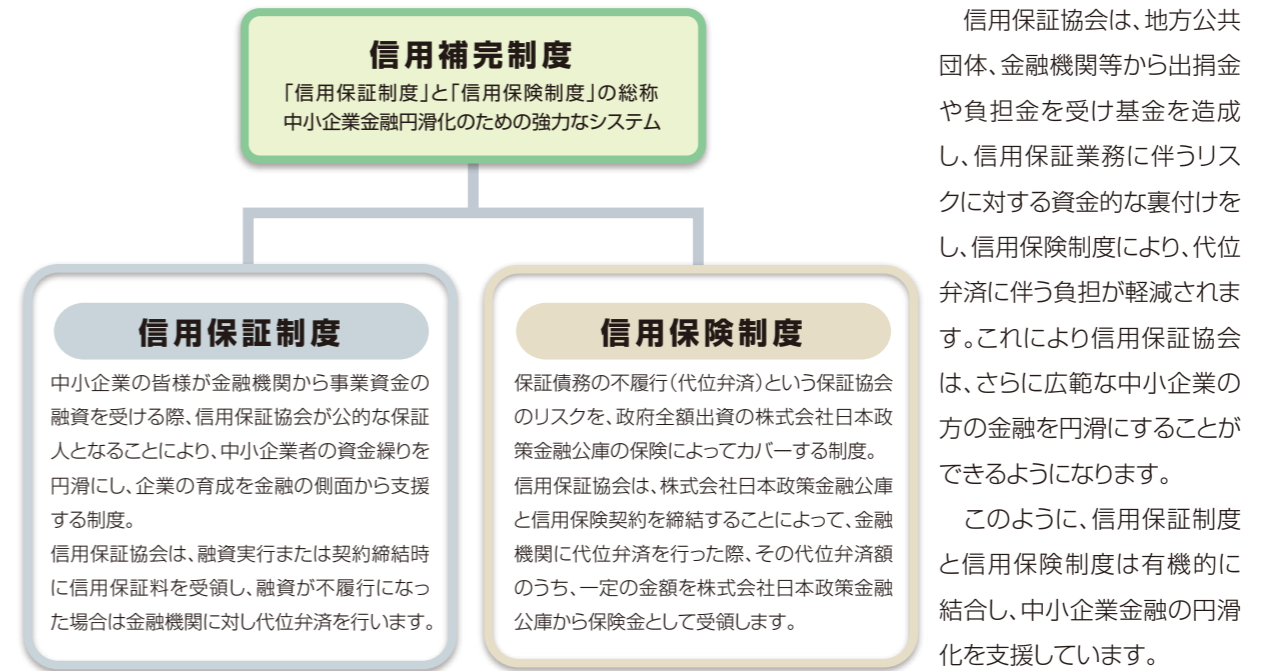 信用補完制度
「信用保証制度」と「信用保険制度」の総称
中小企業金融円滑化のための強力なシステム
信用保証制度
中小企業の皆様が金融機関から事業資金の
融資を受ける際、信用保証協会が公的な保証
人となることにより、中小企業者の資金繰りを
円滑にし、企業の育成を金融の側面から支援
する制度。
信用保証協会は、融資実行または契約締結時
に信用保証料を受領し、融資が不履行になっ
た場合は金融機関に対し代位弁済を行います。
信用保険制度
保証債務の不履行(代位弁済)という保証協会
のリスクを、政府全額出資の株式会社日本政
策金融公庫の保険によってカバーする制度。
信用保証協会は、株式会社日本政策金融公庫
と信用保険契約を締結することによって、金融
機関に代位弁済を行った際、その代位弁済額
のうち、一定の金額を株式会社日本政策金融
公庫から保険金として受領します。
信用保証協会は、地方公共
団体、金融機関等から出捐金
や負担金を受け基金を造成
し、信用保証業務に伴うリス
クに対する資金的な裏付けを
し、信用保険制度により、代位
弁済に伴う負担が軽減されま
す。これにより信用保証協会
は、さらに広範な中小企業の
方の金融を円滑にすることが
できるようになります。
このように、信用保証制度
と信用保険制度は有機的に
結合し、中小企業金融の円滑
化を支援しています。